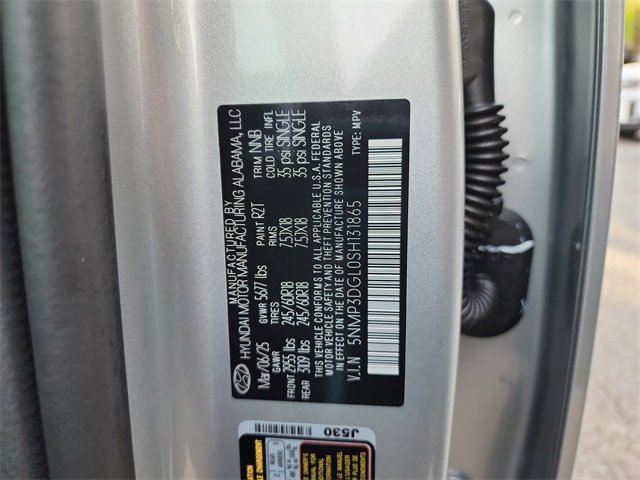 MANUFACTURED BY
HYUNDAI MOTOR MANUFACTURING ALABAMA, LLC
Mar/06/25 PAINT R2T TRIM NNB
GVWR 5677 lbs
GAWR TIRES RIMS COLD TIRE INFL
FRONT 2955 lbs 245/60R18 7.5JX18 35 psi SINGLE
REAR 3109 lbs 245/60R18 7.5JX18 35 psi SINGLE
THIS VEHICLE CONFORMS TO ALL APPLICABLE U.S.A. FEDERAL
MOTOR VEHICLE SAFETY AND THEFT PREVENTION STANDARDS
IN EFFECT ON THE DATE OF MANUFACTURE SHOWN ABOVE
V.I.N 5NMP3DGL0SH131865 TYPE: MPV
J530